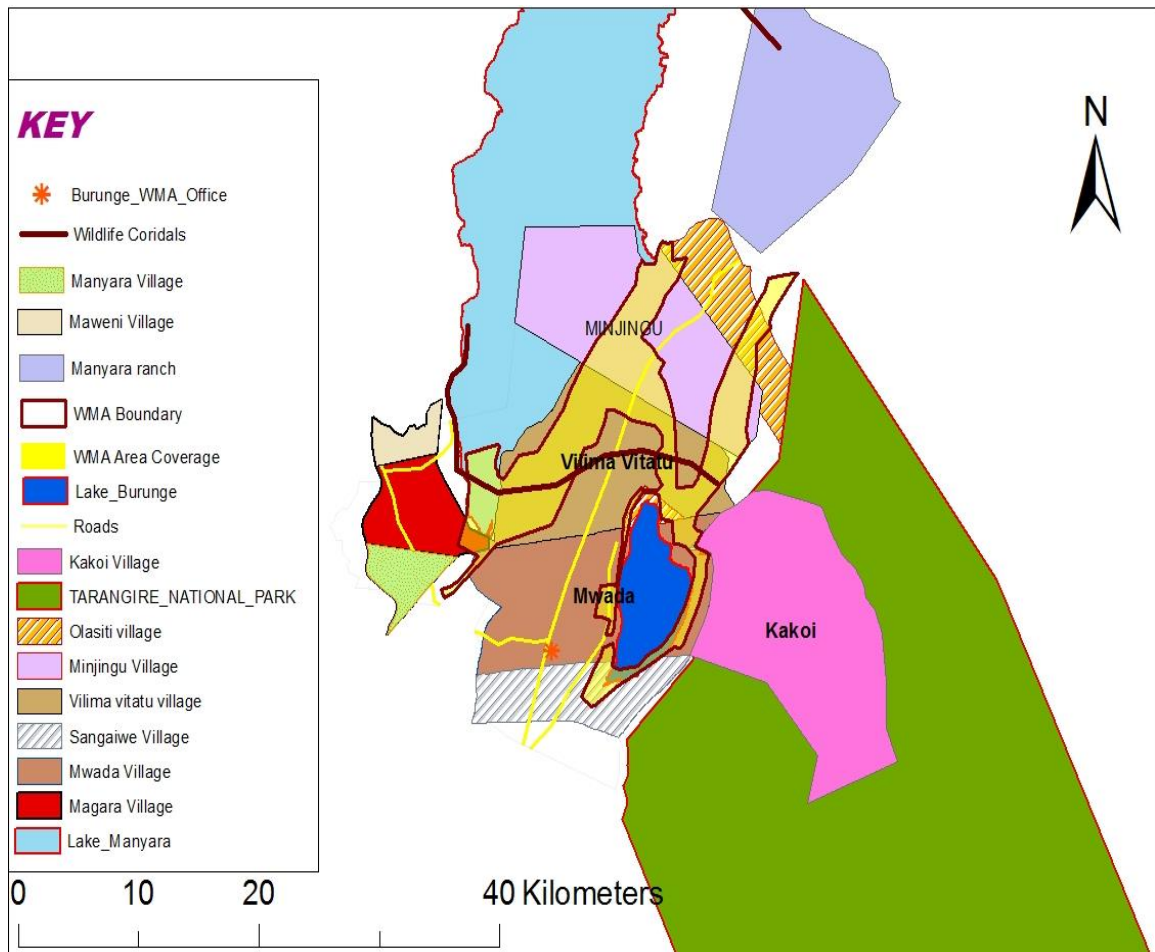 KEY
Burunge_WMA_Office
Wildlife Coridals
Manyara Village
Maweni Village
Manyara ranch
WMA Boundary
WMA Area Coverage
Lake_Burunge
Roads
Kakoi Village
TARANGIRE_NATIONAL_PARK
Olasiti village
Minjingu Village
Vilima vitatu village
Sangaiwe Village
Mwada Village
Magara Village
Lake_Manyara
N
MINJINGU
Vilima Vitatu
Mwada
Kakoi
0 10 20 40 Kilometers